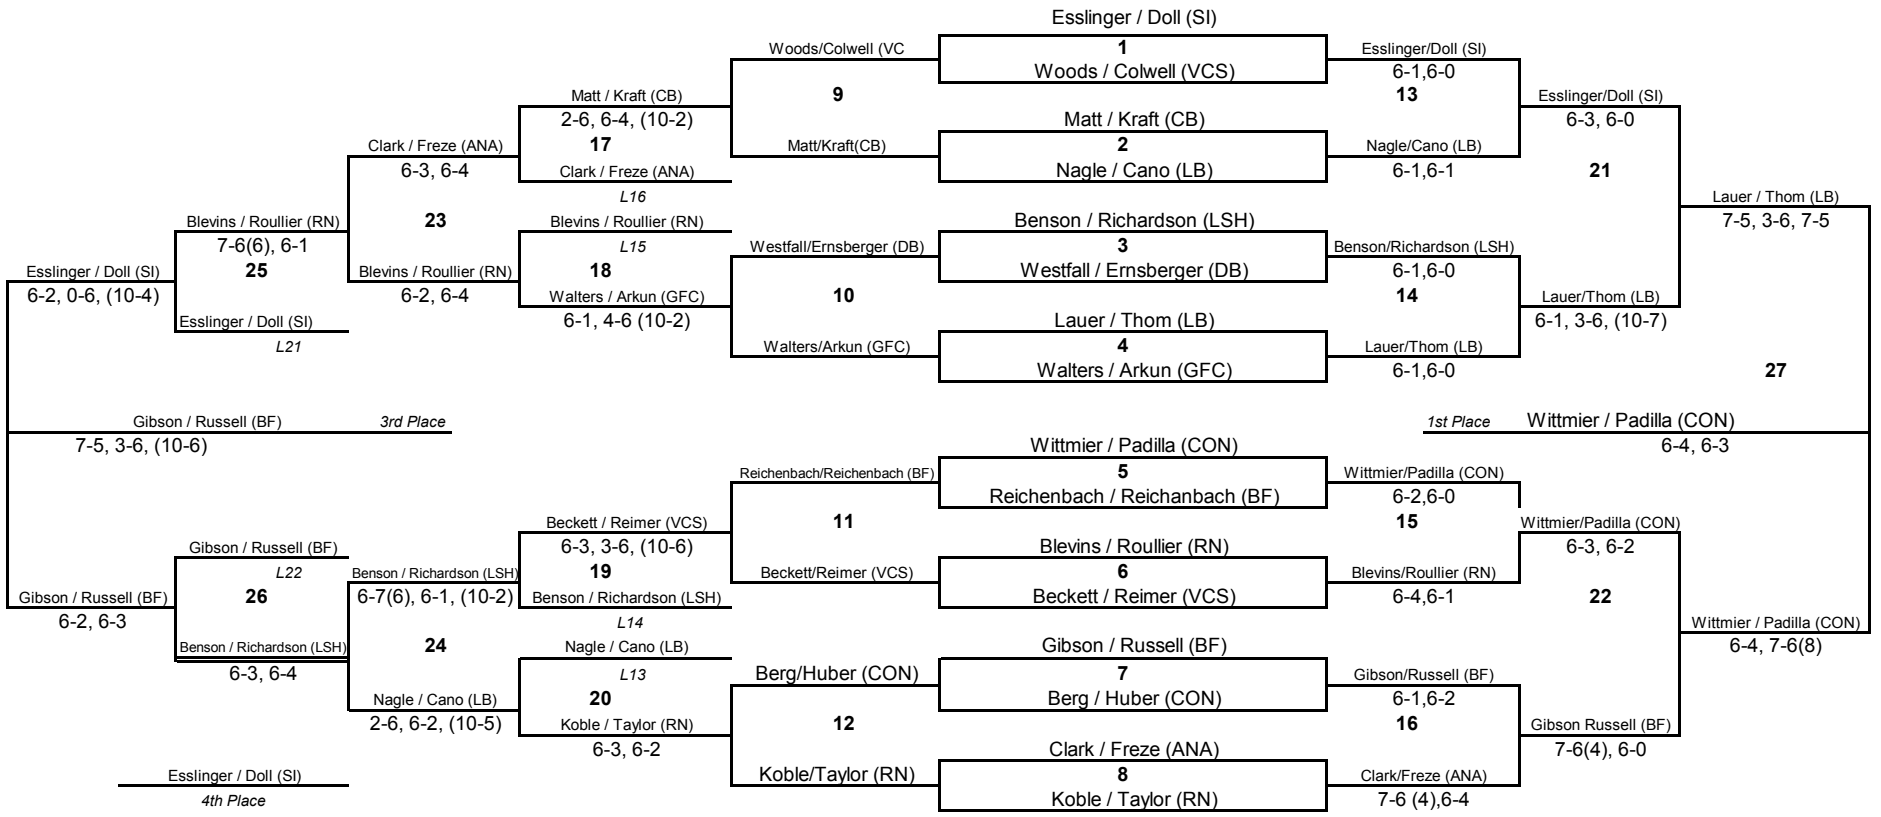 Esslinger / Doll (SI)
Woods/Colwell (VC
1
Esslinger/Doll (SI)
Woods / Colwell (VCS)
6-1,6-0
Matt / Kraft (CB)
9
13
Esslinger/Doll (SI)
2-6, 6-4, (10-2)
Matt / Kraft (CB)
6-3, 6-0
Clark / Freze (ANA)
17
Matt/Kraft(CB)
2
Nagle/Cano (LB)
6-3, 6-4
Clark / Freze (ANA)
Nagle / Cano (LB)
6-1,6-1
21
L16
Lauer / Thom (LB)
Blevins / Roullier (RN)
23
Blevins / Roullier (RN)
Benson / Richardson (LSH)
7-5, 3-6, 7-5
7-6(6), 6-1
L15
Westfall/Ernsberger (DB)
3
Benson/Richardson (LSH)
Esslinger / Doll (SI)
25
Blevins / Roullier (RN)
18
Westfall / Ernsberger (DB)
6-1,6-0
6-2, 0-6, (10-4)
6-2, 6-4
Walters / Arkun (GFC)
10
14
Lauer/Thom (LB)
Esslinger / Doll (SI)
6-1, 4-6 (10-2)
Lauer / Thom (LB)
6-1, 3-6, (10-7)
L21
Walters/Arkun (GFC)
4
Lauer/Thom (LB)
Walters / Arkun (GFC)
6-1,6-0
27
Gibson / Russell (BF)
3rd Place
1st Place
Wittmier / Padilla (CON)
7-5, 3-6, (10-6)
Wittmier / Padilla (CON)
6-4, 6-3
Reichenbach/Reichenbach (BF)
5
Wittmier/Padilla (CON)
Reichenbach / Reichanbach (BF)
6-2,6-0
Beckett / Reimer (VCS)
11
15
Wittmier/Padilla (CON)
Gibson / Russell (BF)
6-3, 3-6, (10-6)
Blevins / Roullier (RN)
6-3, 6-2
L22
Benson / Richardson (LSH)
19
Beckett/Reimer (VCS)
6
Blevins/Roullier (RN)
Gibson / Russell (BF)
26
6-7(6), 6-1, (10-2)
Benson / Richardson (LSH)
Beckett / Reimer (VCS)
6-4,6-1
22
6-2, 6-3
L14
Wittmier / Padilla (CON)
Benson / Richardson (LSH)
24
Nagle / Cano (LB)
Gibson / Russell (BF)
6-4, 7-6(8)
6-3, 6-4
L13
Berg/Huber (CON)
7
Gibson/Russell (BF)
Nagle / Cano (LB)
20
Berg / Huber (CON)
6-1,6-2
2-6, 6-2, (10-5)
Koble / Taylor (RN)
12
16
Gibson Russell (BF)
6-3, 6-2
Clark / Freze (ANA)
7-6(4), 6-0
Esslinger / Doll (SI)
Koble/Taylor (RN)
8
Clark/Freze (ANA)
4th Place
Koble / Taylor (RN)
7-6 (4),6-4